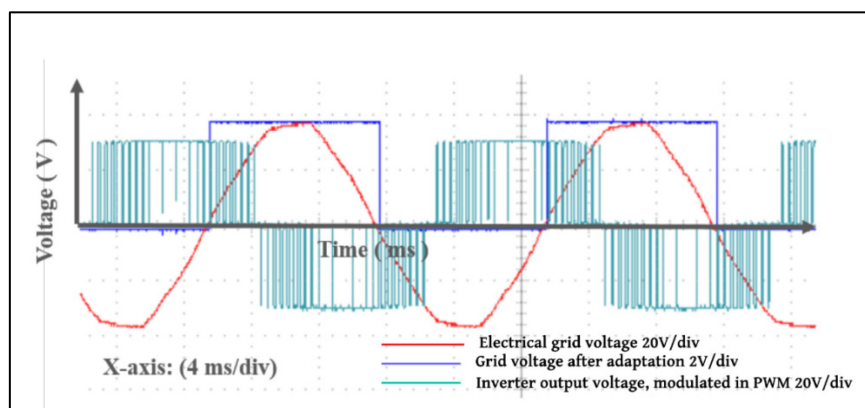 Voltage ( V )
Time ( ms )
X-axis: (4 ms/div)
Electrical grid voltage 20V/div
Grid voltage after adaptation 2V/div
Inverter output voltage, modulated in PWM 20V/div